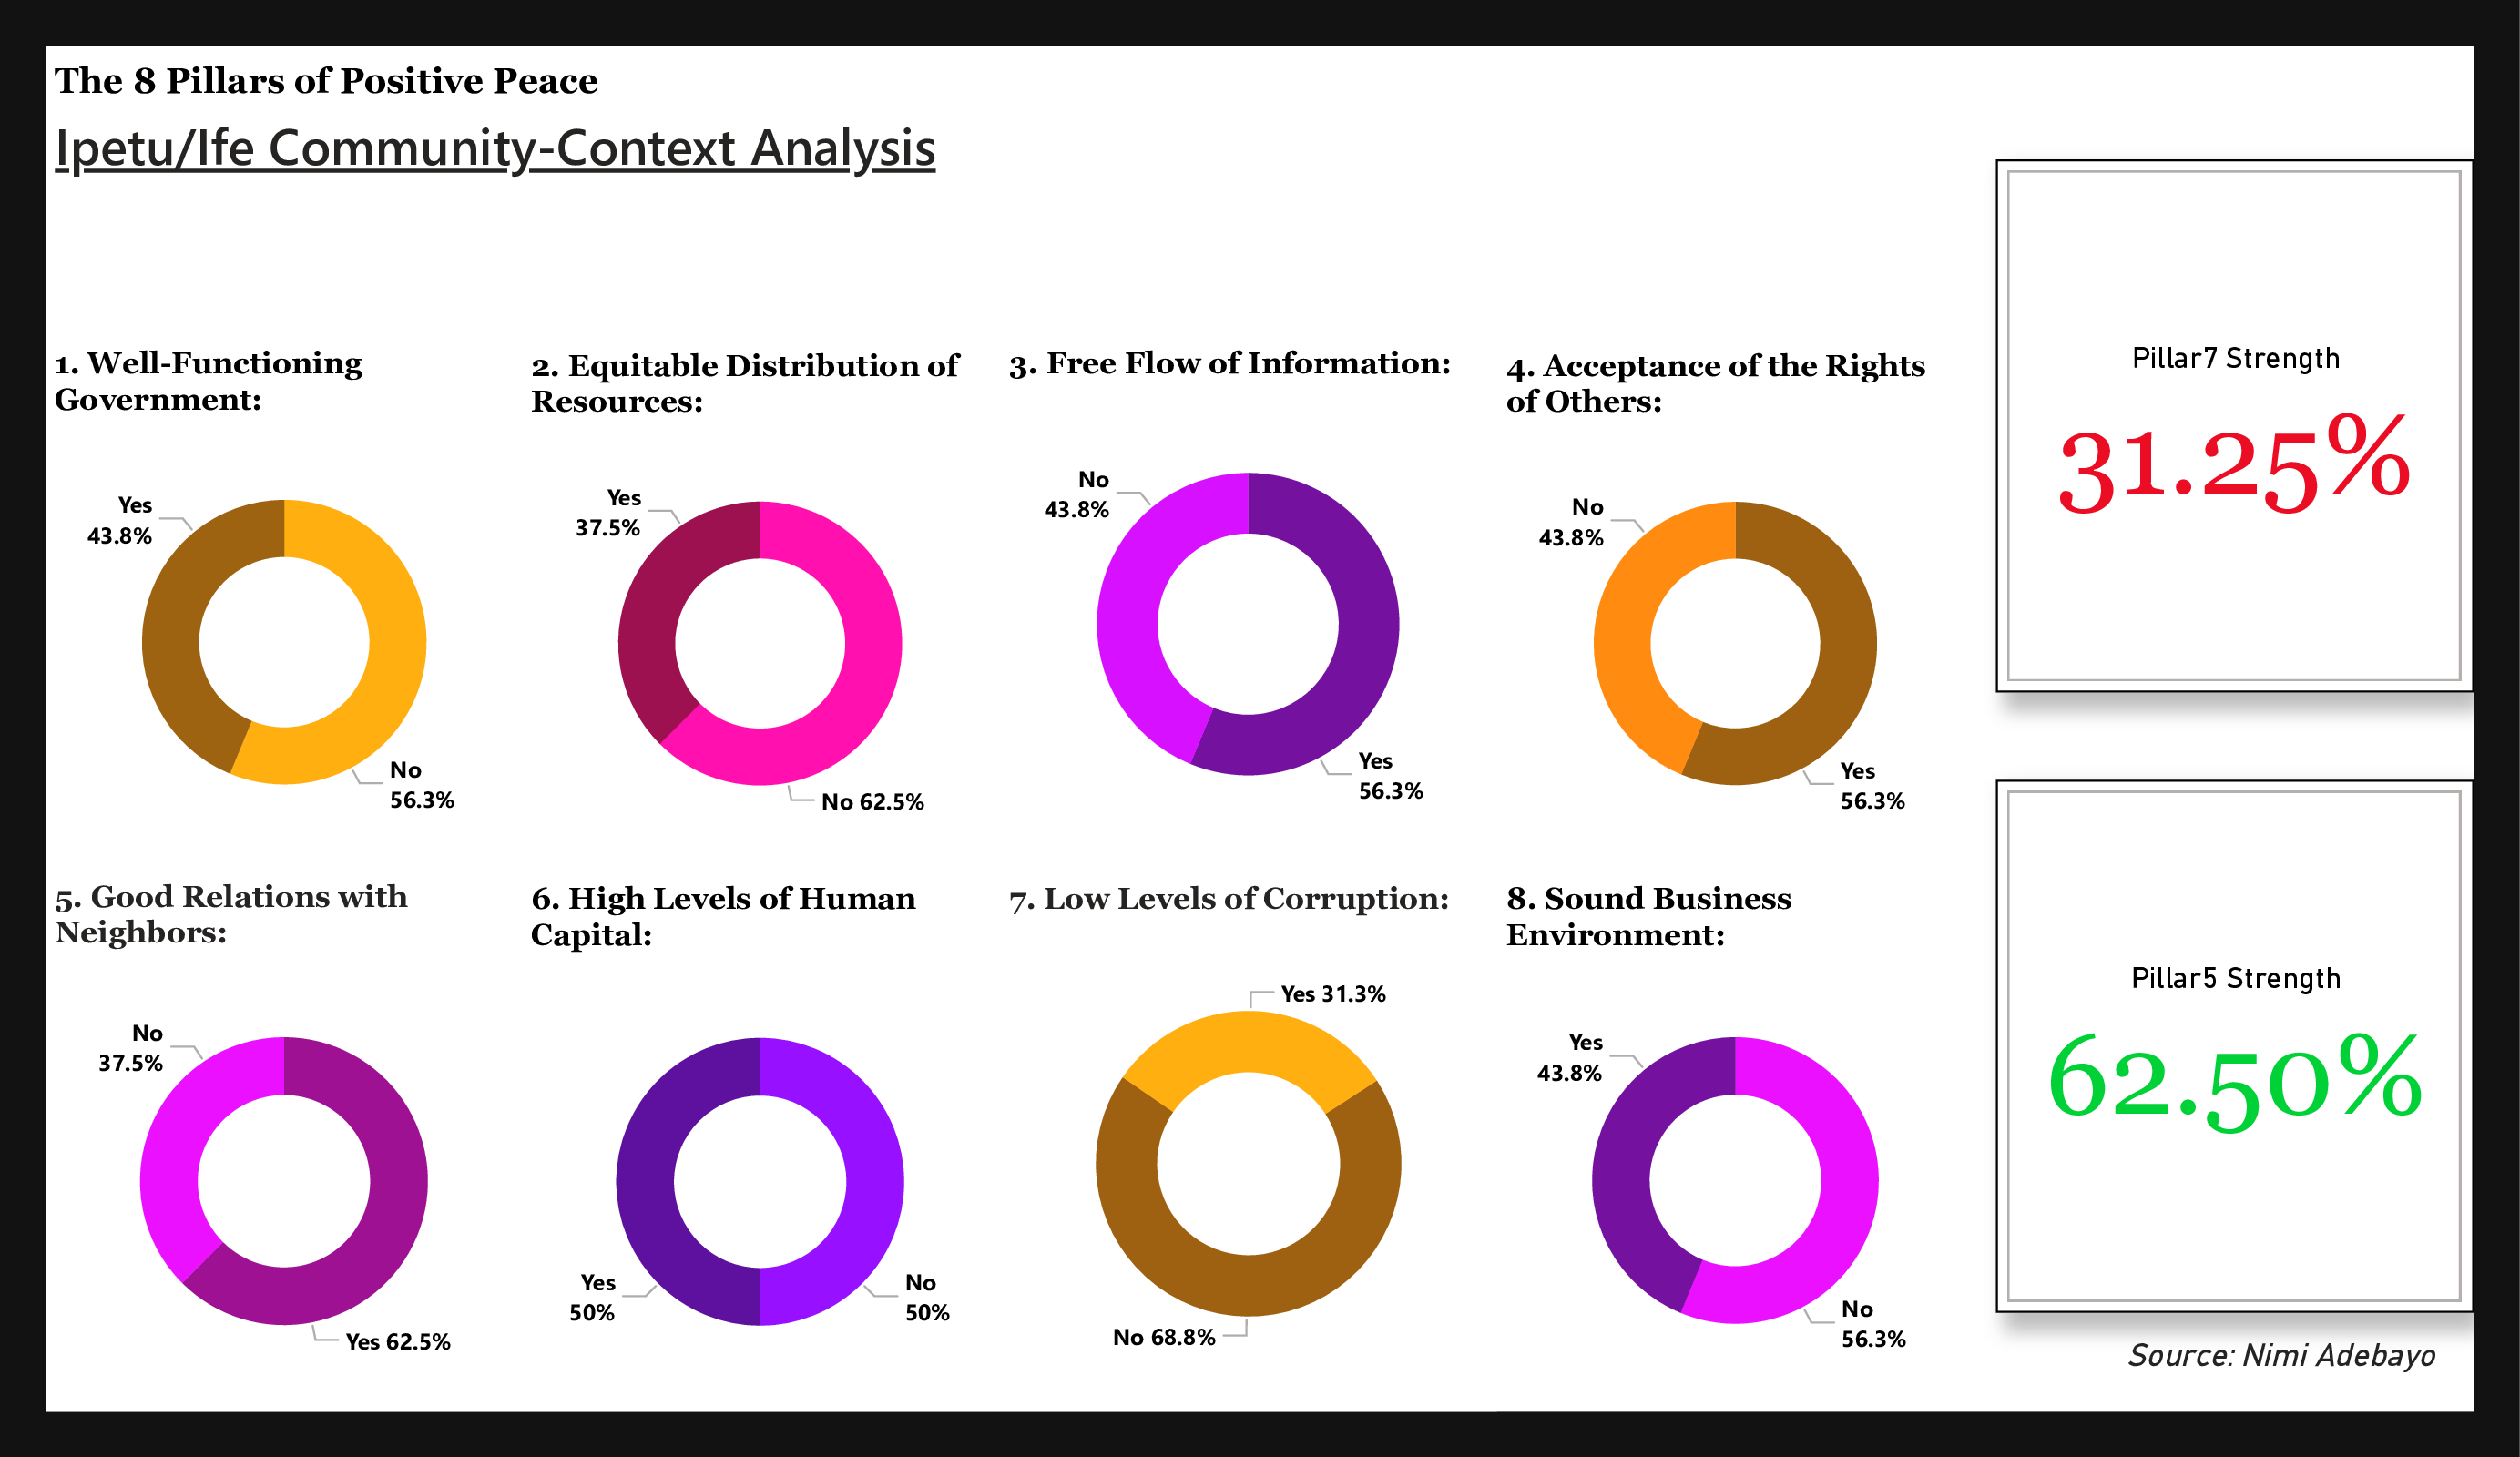 The 8 Pillars of Positive Peace
Ipetu/Ife Community-Context Analysis
1. Well-Functioning
Government:
Yes
43.8%
No
56.3%
2. Equitable Distribution of
Resources:
Yes
37.5%
No 62.5%
3. Free Flow of Information:
No
43.8%
Yes
56.3%
4. Acceptance of the Rights
of Others:
No
43.8%
Yes
56.3%
Pillar7 Strength
31.25%
5. Good Relations with
Neighbors:
No
37.5%
Yes 62.5%
6. High Levels of Human
Capital:
Yes
50%
No
50%
7. Low Levels of Corruption:
Yes 31.3%
No 68.8%
8. Sound Business
Environment:
Yes
43.8%
No
56.3%
Pillar5 Strength
62.50%
Source: Nimi Adebayo